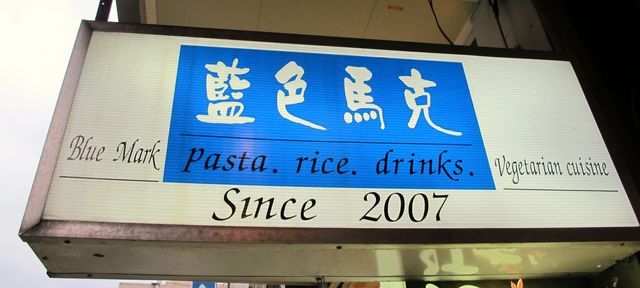 藍色馬克
Blue Mark
Pasta. rice. drinks.
Vegetarian cuisine
Since 2007